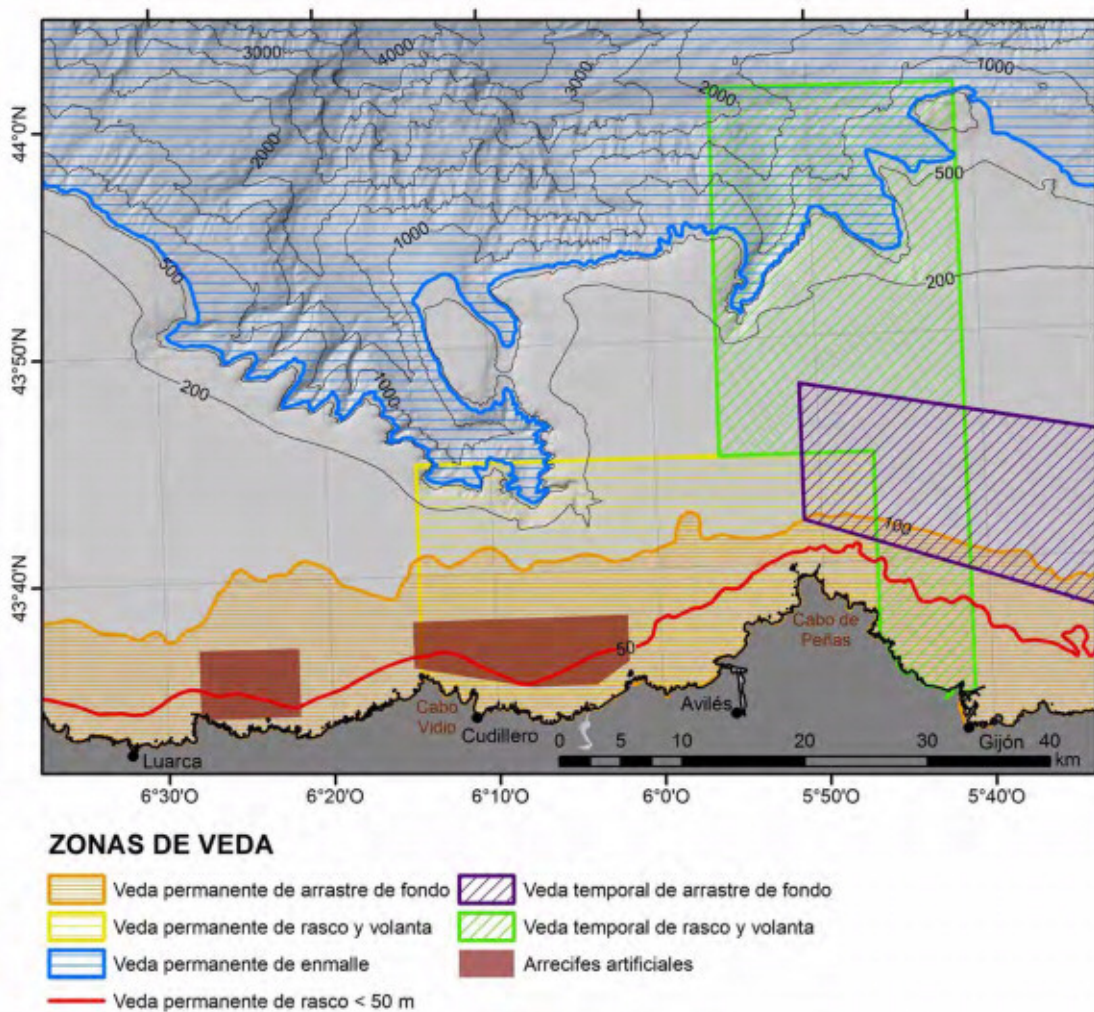 3000
4000
3000
2000
1000
44°0'N
2000
500
1000
500
200
43°50'N
200
1000
100
43°40'N
50
Cabo de
Peñas
Cabo
Vidio
Cudillero
Avilés
Luarca
Gijón
0 5 10 20 30 40
km
6°30'O 6°20'O 6°10'O 6°0'O 5°50'O 5°40'O
ZONAS DE VEDA
Veda permanente de arrastre de fondo
Veda temporal de arrastre de fondo
Veda permanente de rasco y volanta
Veda temporal de rasco y volanta
Veda permanente de enmalle
Arrecifes artificiales
Veda permanente de rasco < 50 m